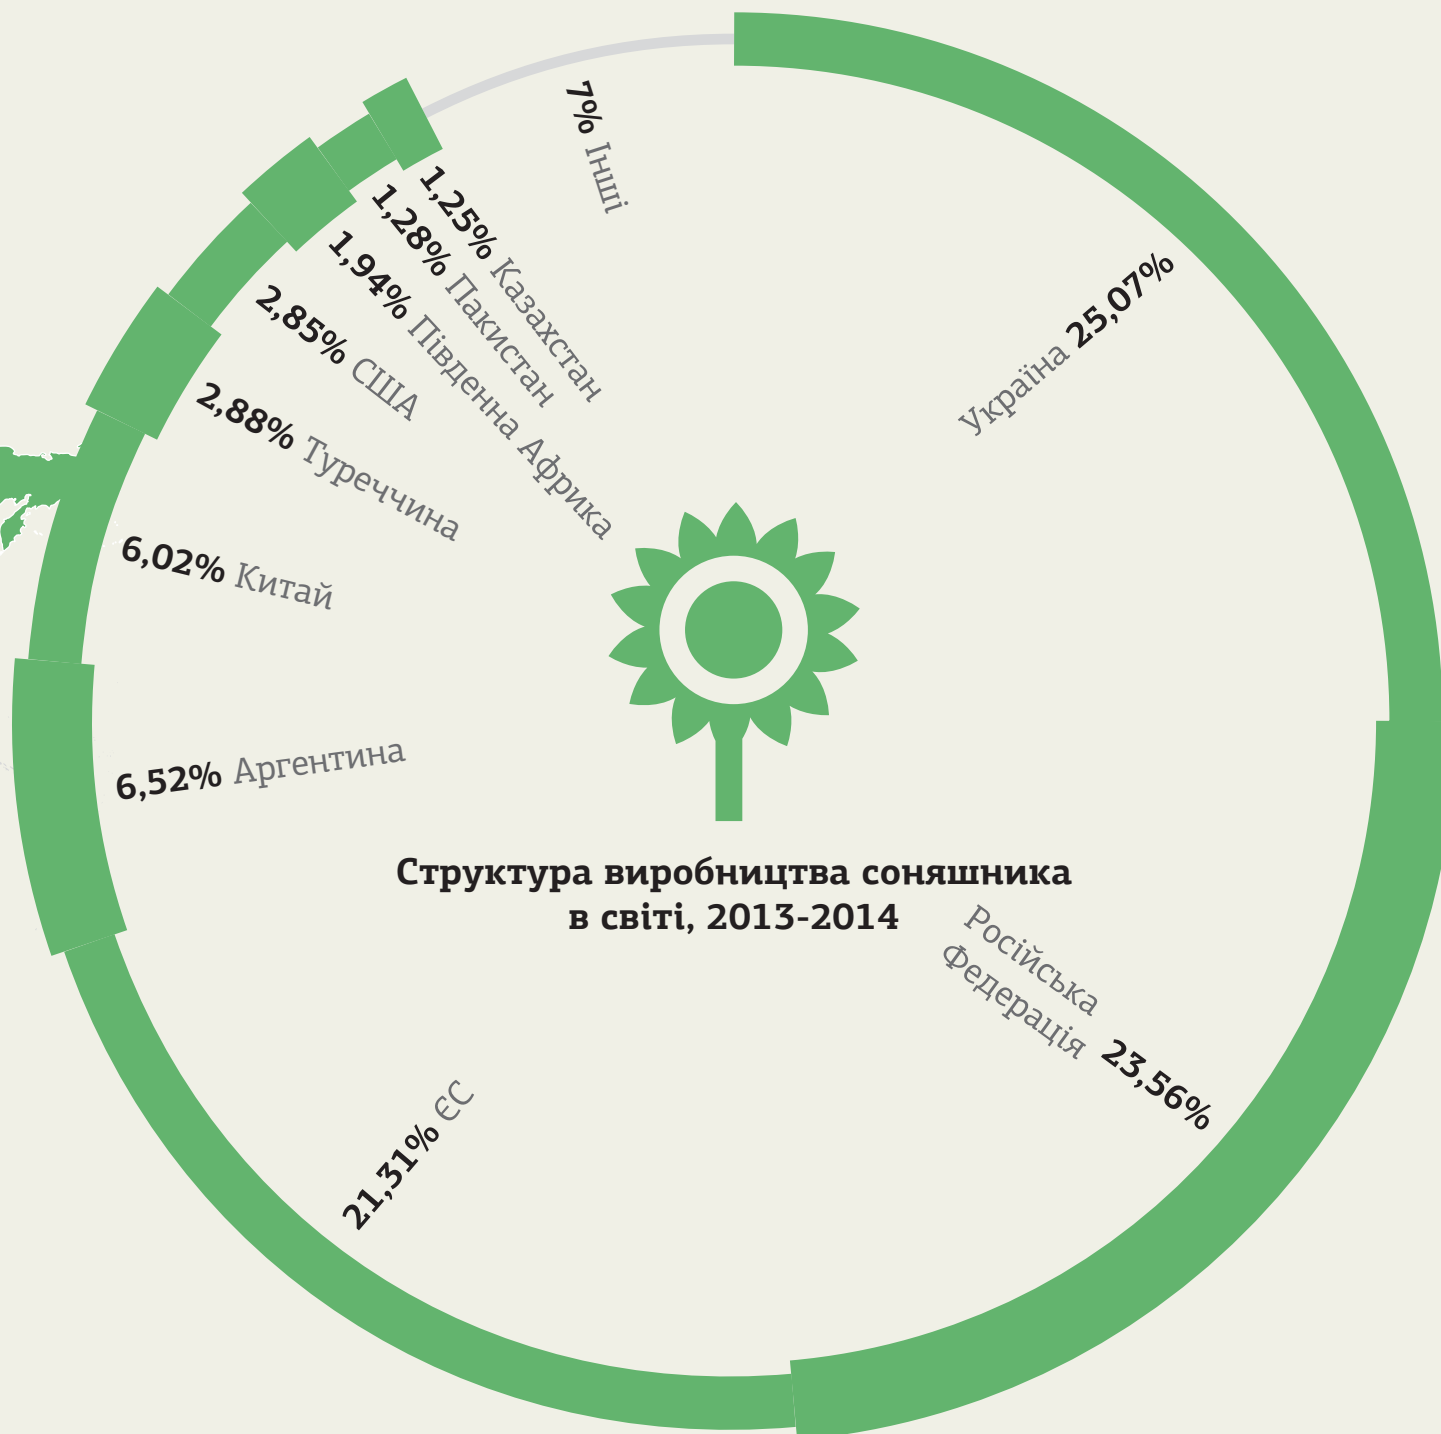 7% Інші
1,25% Казахстан
1,28% Пакистан
1,94% Південна Африка
2,85% США
2,88% Туреччина
6,02% Китай
6,52% Аргентина
21,31% ЄС
Україна 25,07%
Структура виробництва соняшника
в світі, 2013-2014
Російська
Федерація 23,56%